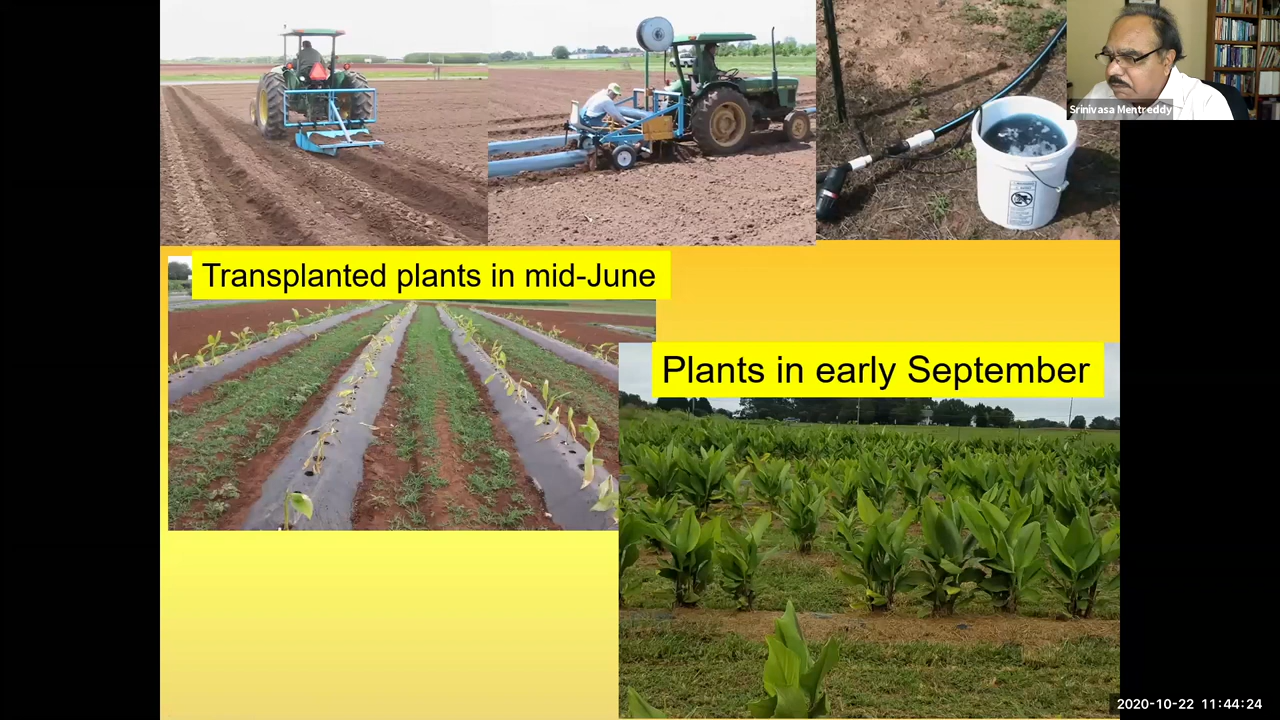 Srinivasa Mentreddy
Transplanted plants in mid-June
Plants in early September
2020-10-22 11:44:24